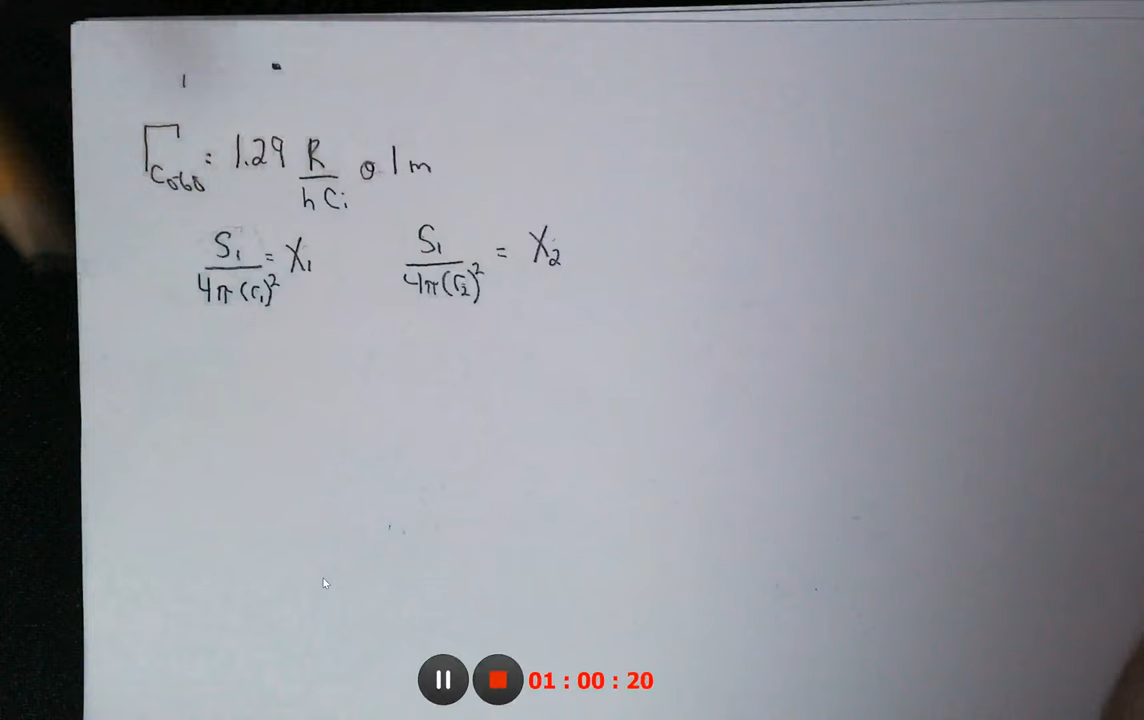 Γ_Co60 = 1.29 R/hCi @ 1m
S₁/4π(r₁)² = X₁    S₁/4π(r₂)² = X₂
01 : 00 : 20